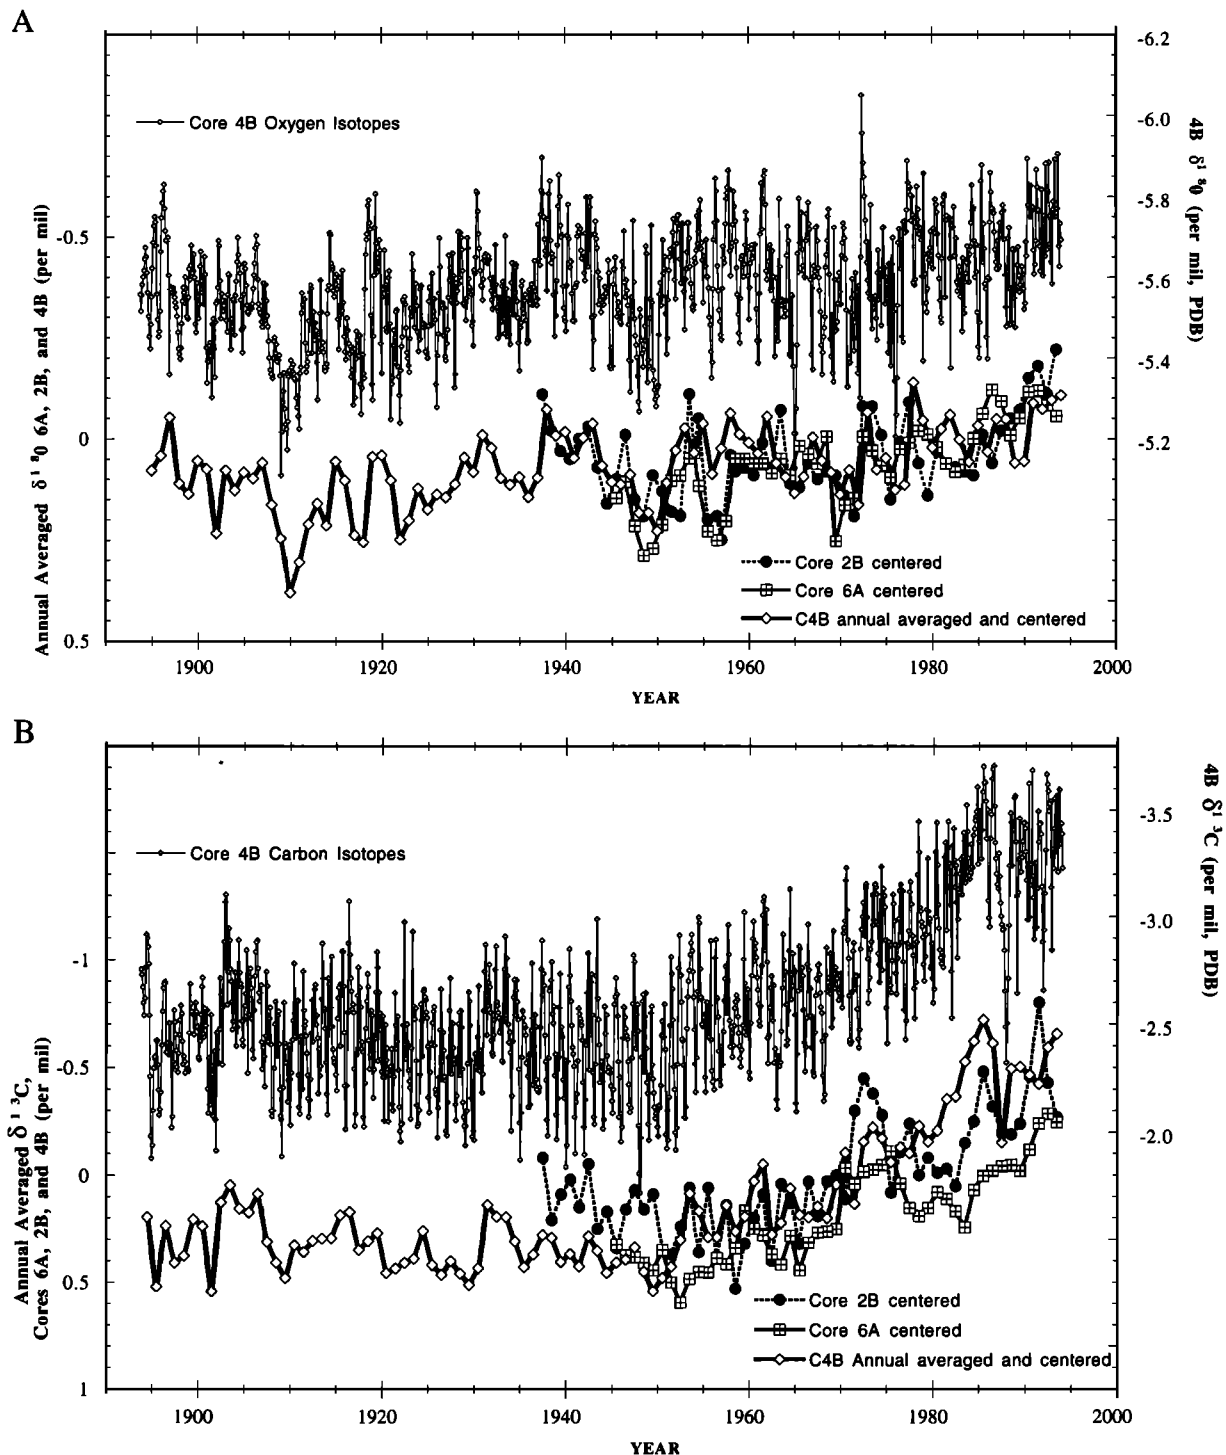 A
Core 4B Oxygen Isotopes
-0.5
0
0.5
Annual Averaged δ¹⁸0 6A, 2B, and 4B (per mil)
-6.2
-6.0
-5.8
-5.6
-5.4
-5.2
4B δ¹⁸0 (per mil, PDB)
Core 2B centered
Core 6A centered
C4B annual averaged and centered
1900 1920 1940 1960 1980 2000
YEAR
B
Core 4B Carbon Isotopes
-1
-0.5
0
0.5
1
Annual Averaged δ¹³C,
Cores 6A, 2B, and 4B (per mil)
-3.5
-3.0
-2.5
-2.0
4B δ¹³C (per mil, PDB)
Core 2B centered
Core 6A centered
C4B Annual averaged and centered
1900 1920 1940 1960 1980 2000
YEAR